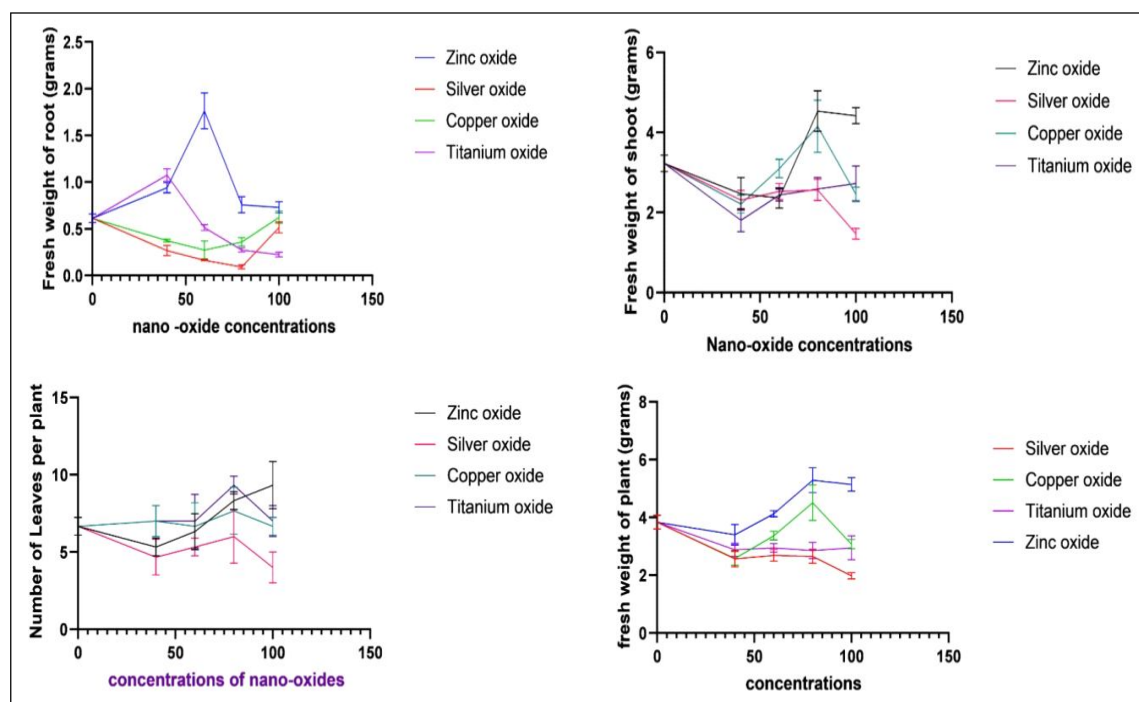 Fresh weight of root (grams)
2.5
2.0
1.5
1.0
0.5
0.0
0
50
100
150
nano -oxide concentrations
Zinc oxide
Silver oxide
Copper oxide
Titanium oxide
Fresh weight of shoot (grams)
6
4
2
0
0
50
100
150
Nano-oxide concentrations
Zinc oxide
Silver oxide
Copper oxide
Titanium oxide
Number of Leaves per plant
15
10
5
0
0
50
100
150
concentrations of nano-oxides
Zinc oxide
Silver oxide
Copper oxide
Titanium oxide
fresh weight of plant (grams)
8
6
4
2
0
0
50
100
150
concentrations
Silver oxide
Copper oxide
Titanium oxide
Zinc oxide